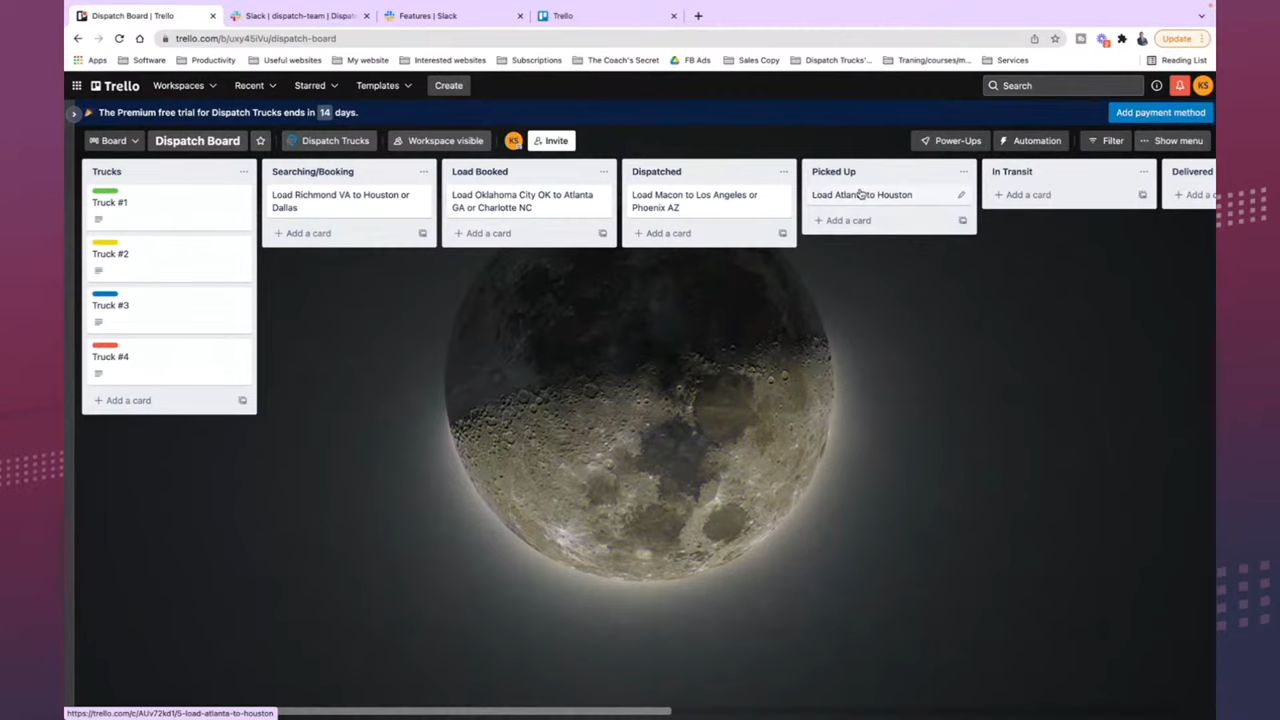 Dispatch Board | Trello
Slack | dispatch-team | Dispatc
Features | Slack
Trello
trello.com/b/uxy45iVu/dispatch-board
Update
Apps
Software
Productivity
Useful websites
My website
Interested websites
Subscriptions
The Coach's Secret
FB Ads
Sales Copy
Dispatch Trucks'...
Traning/courses/m...
Services
Reading List
Trello
Workspaces
Recent
Starred
Templates
Create
Search
KS
The Premium free trial for Dispatch Trucks ends in 14 days.
Add payment method
Board
Dispatch Board
Dispatch Trucks
Workspace visible
KS
Invite
Power-Ups
Automation
Filter
Show menu
Trucks
Truck #1
Truck #2
Truck #3
Truck #4
+ Add a card
Searching/Booking
Load Richmond VA to Houston or
Dallas
+ Add a card
Load Booked
Load Oklahoma City OK to Atlanta
GA or Charlotte NC
+ Add a card
Dispatched
Load Macon to Los Angeles or
Phoenix AZ
+ Add a card
Picked Up
Load Atlanta to Houston
+ Add a card
In Transit
+ Add a card
Delivered
+ Add a c
https://trello.com/c/AUv72kd1/5-load-atlanta-to-houston